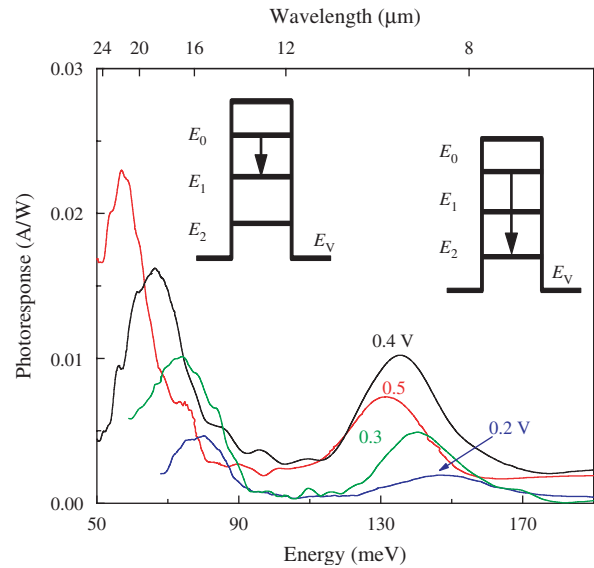 Wavelength (μm)
24 20 16 12 8
0.03
0.02
0.01
0.00
Photoresponse (A/W)
E0
E1
E2
EV
E0
E1
E2
EV
0.4 V
0.5
0.3
0.2 V
50 90 130 170
Energy (meV)